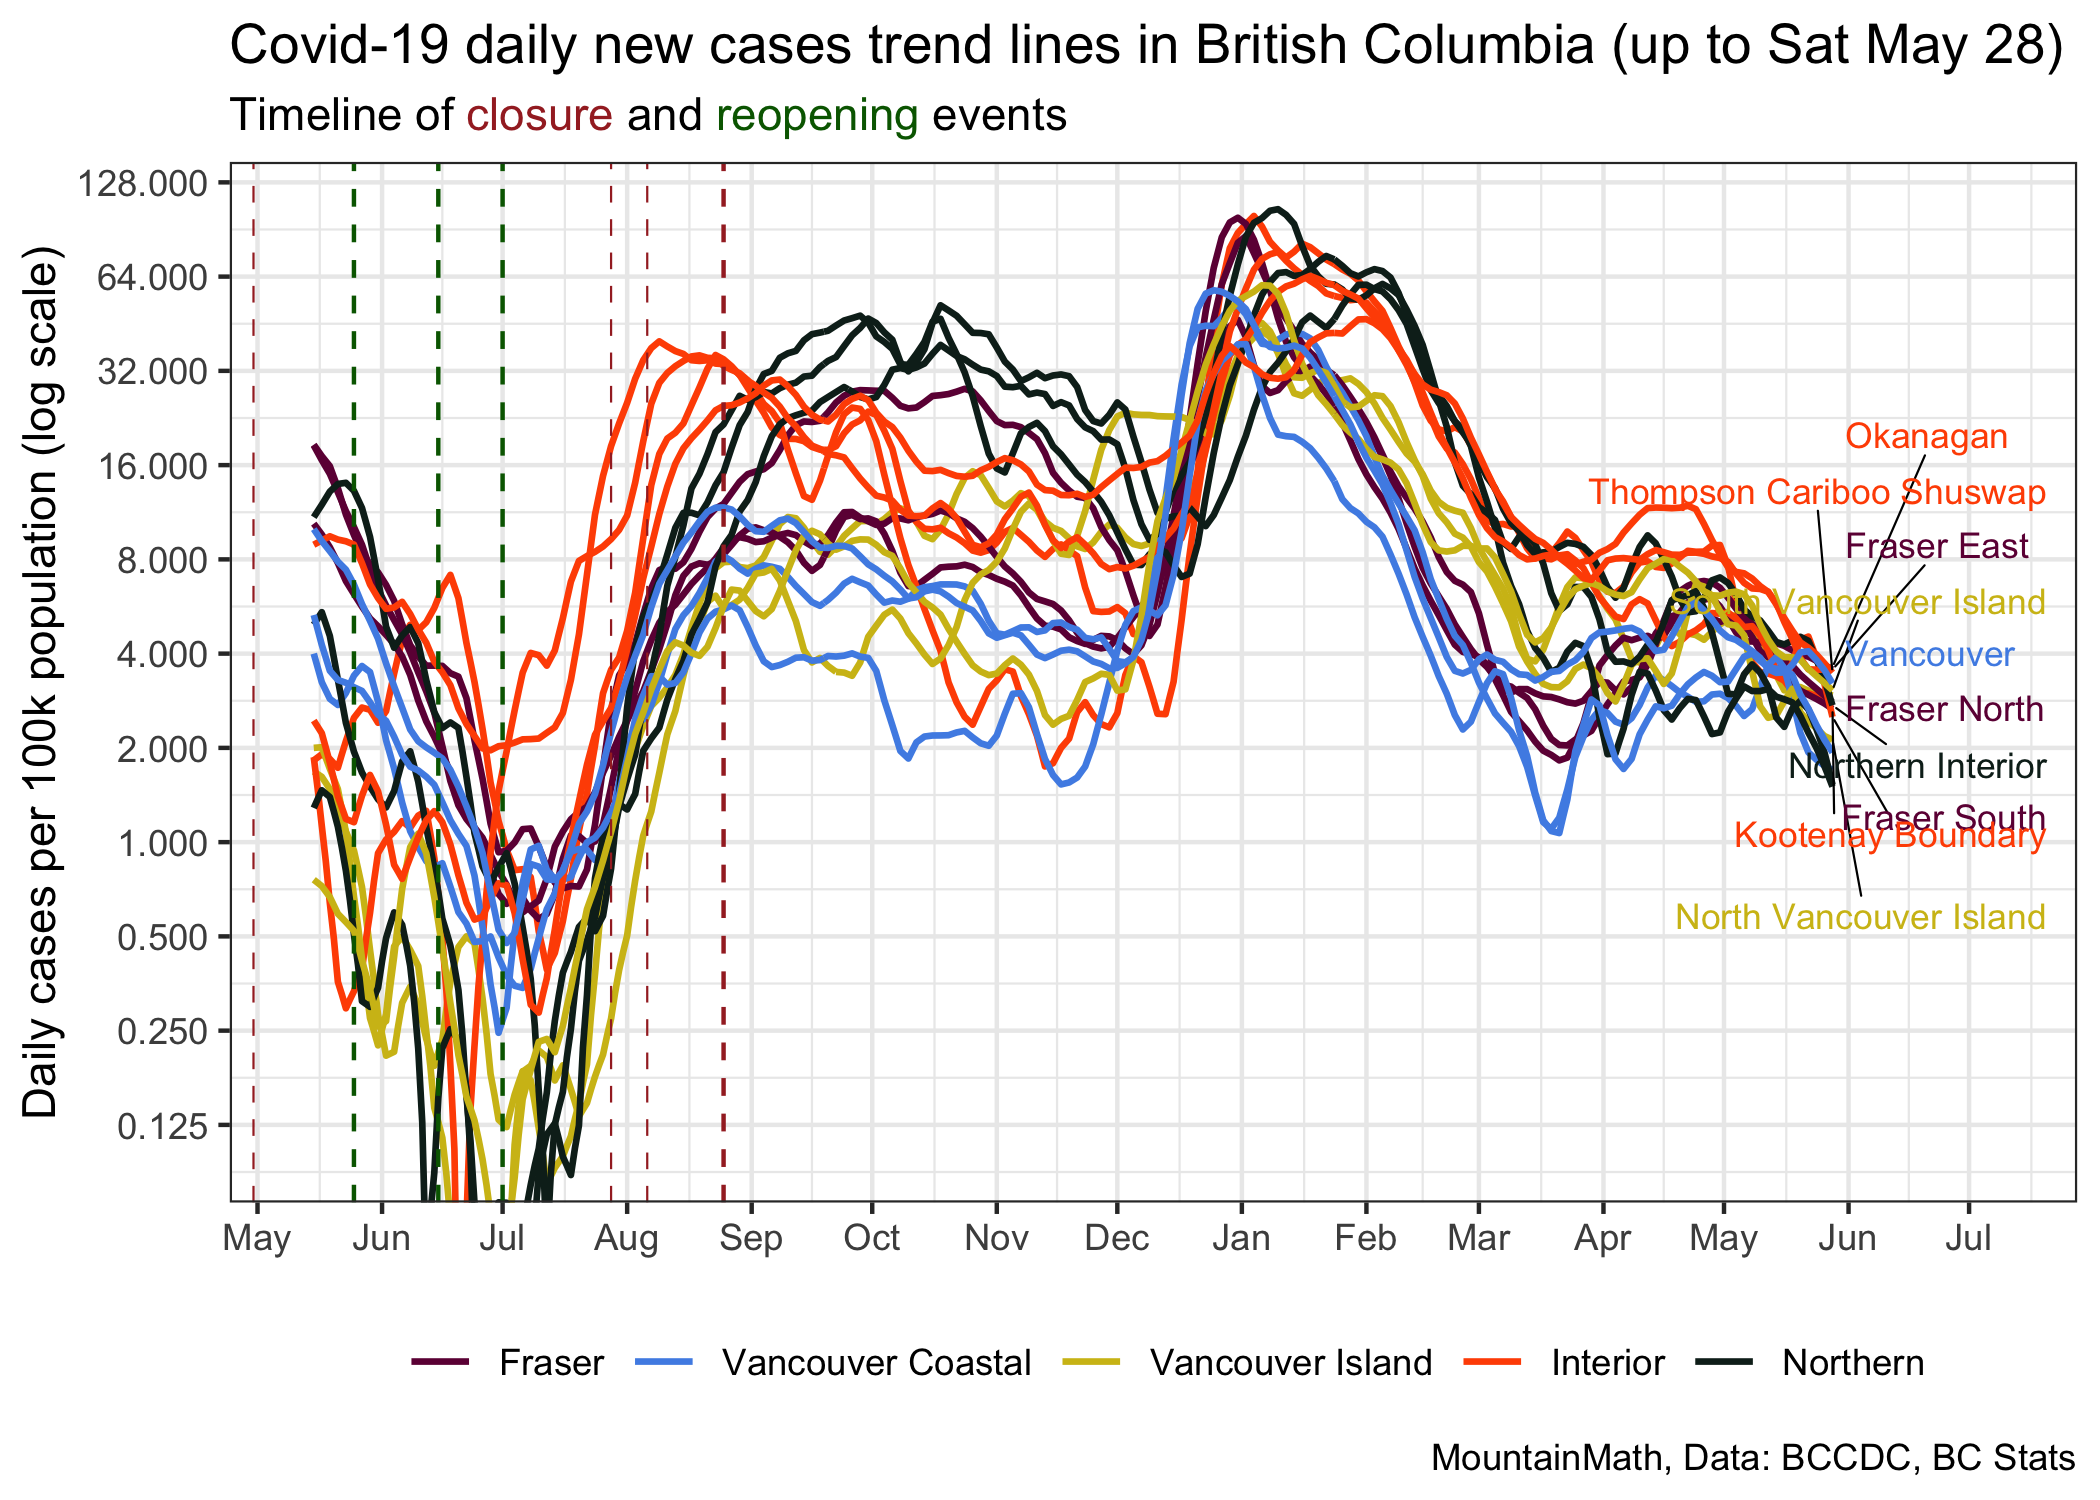 Covid-19 daily new cases trend lines in British Columbia (up to Sat May 28)
Timeline of closure and reopening events
Daily cases per 100k population (log scale)
128.000
64.000
32.000
16.000
8.000
4.000
2.000
1.000
0.500
0.250
0.125
Okanagan
Thompson Cariboo Shuswap
Fraser East
South Vancouver Island
Vancouver
Fraser North
Northern Interior
Fraser South
Kootenay Boundary
North Vancouver Island
May Jun Jul Aug Sep Oct Nov Dec Jan Feb Mar Apr May Jun Jul
Fraser Vancouver Coastal Vancouver Island Interior Northern
MountainMath, Data: BCCDC, BC Stats